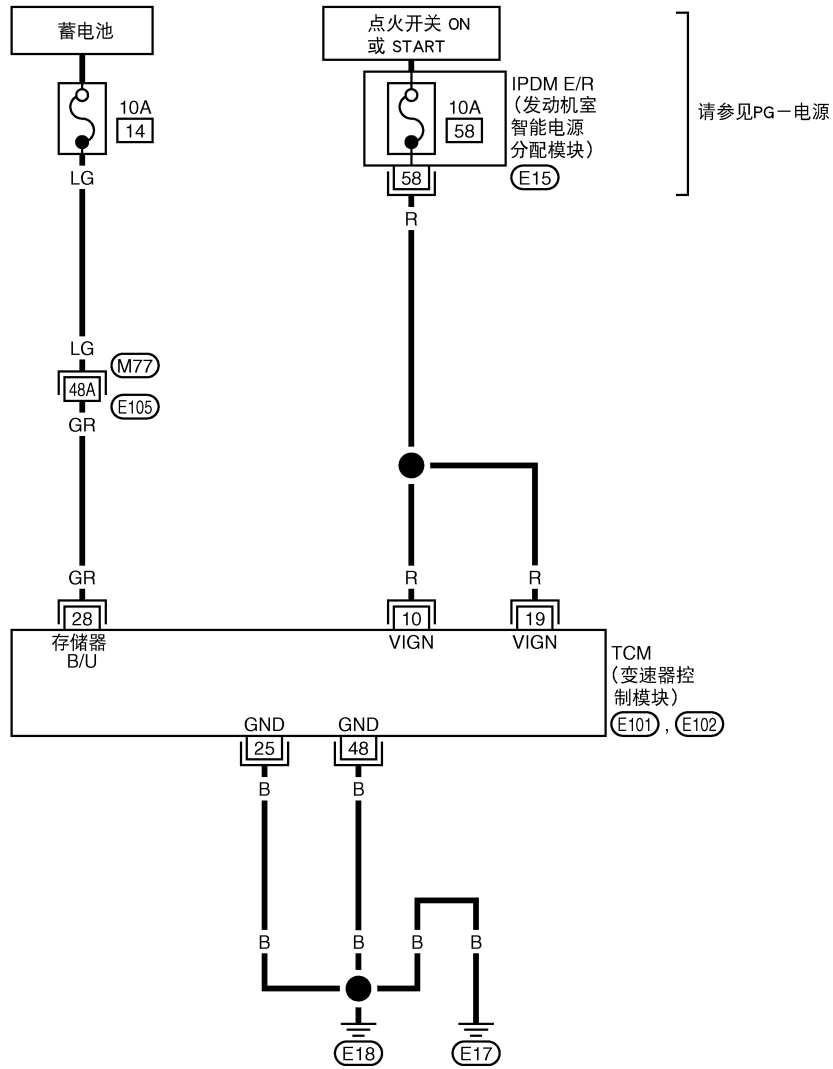 蓄电池
点火开关 ON
或 START
10A
14
10A
58
IPDM E/R
（发动机室
智能电源
分配模块）
E15
请参见PG－电源
LG
58
R
LG
M77
48A
E105
GR
GR
R
R
28
10
19
存储器
B/U
VIGN
VIGN
TCM
（变速器控
制模块）
E101 , E102
GND
GND
25
48
B
B
B
B
B
B
E18
E17